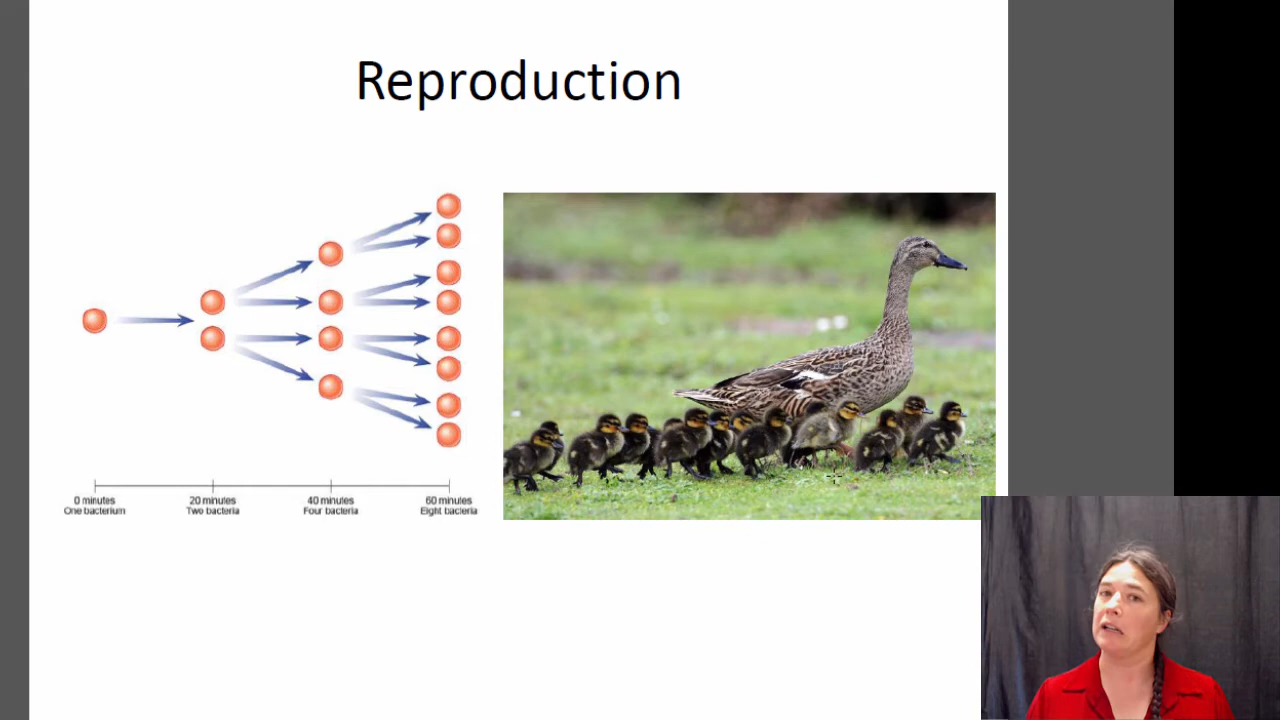 Reproduction
0 minutes
One bacterium
20 minutes
Two bacteria
40 minutes
Four bacteria
60 minutes
Eight bacteria